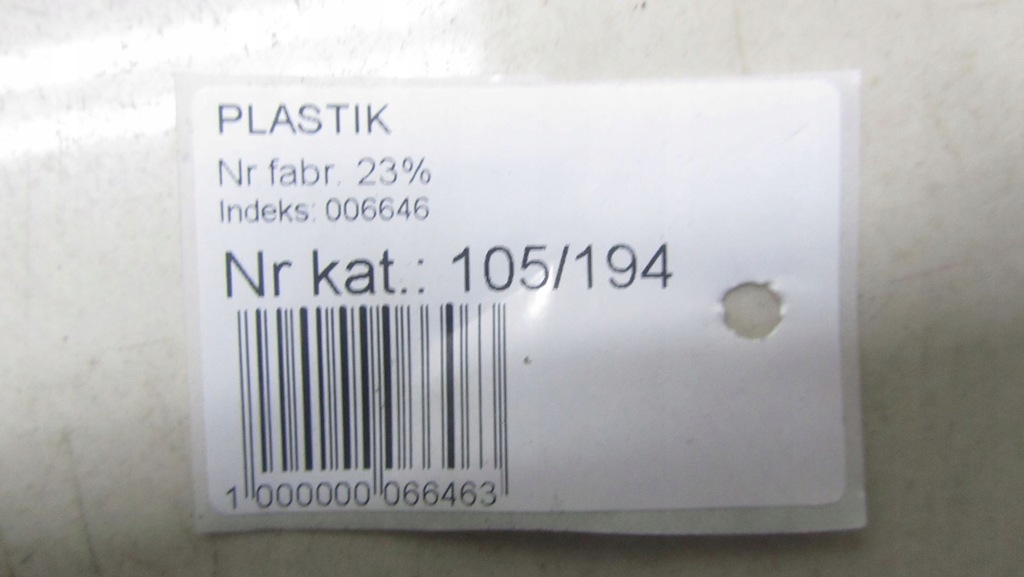 PLASTIK
Nr fabr. 23%
Indeks: 006646
Nr kat.: 105/194
1 000000 066463